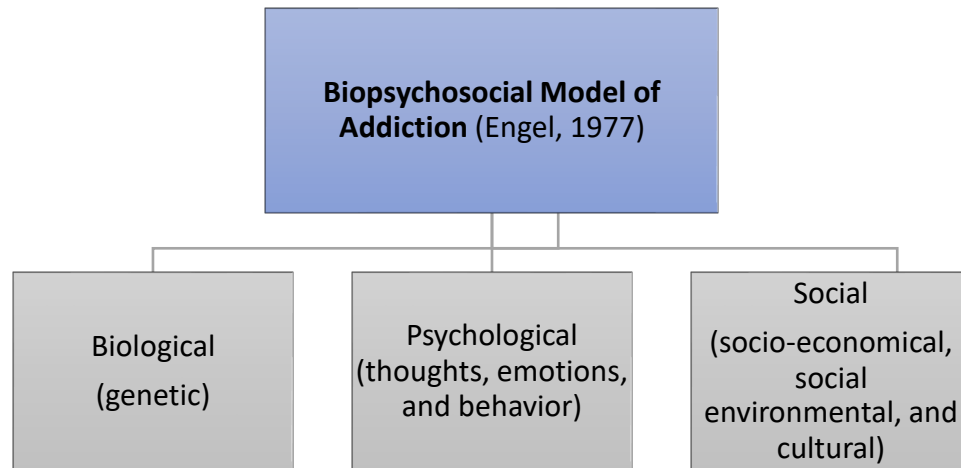 Biopsychosocial Model of
Addiction (Engel, 1977)
Biological
(genetic)
Psychological
(thoughts, emotions,
and behavior)
Social
(socio-economical,
social
environmental, and
cultural)